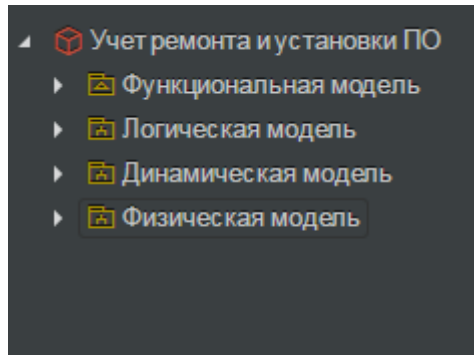 Учет ремонта и установки ПО
Функциональная модель
Логическая модель
Динамическая модель
Физическая модель